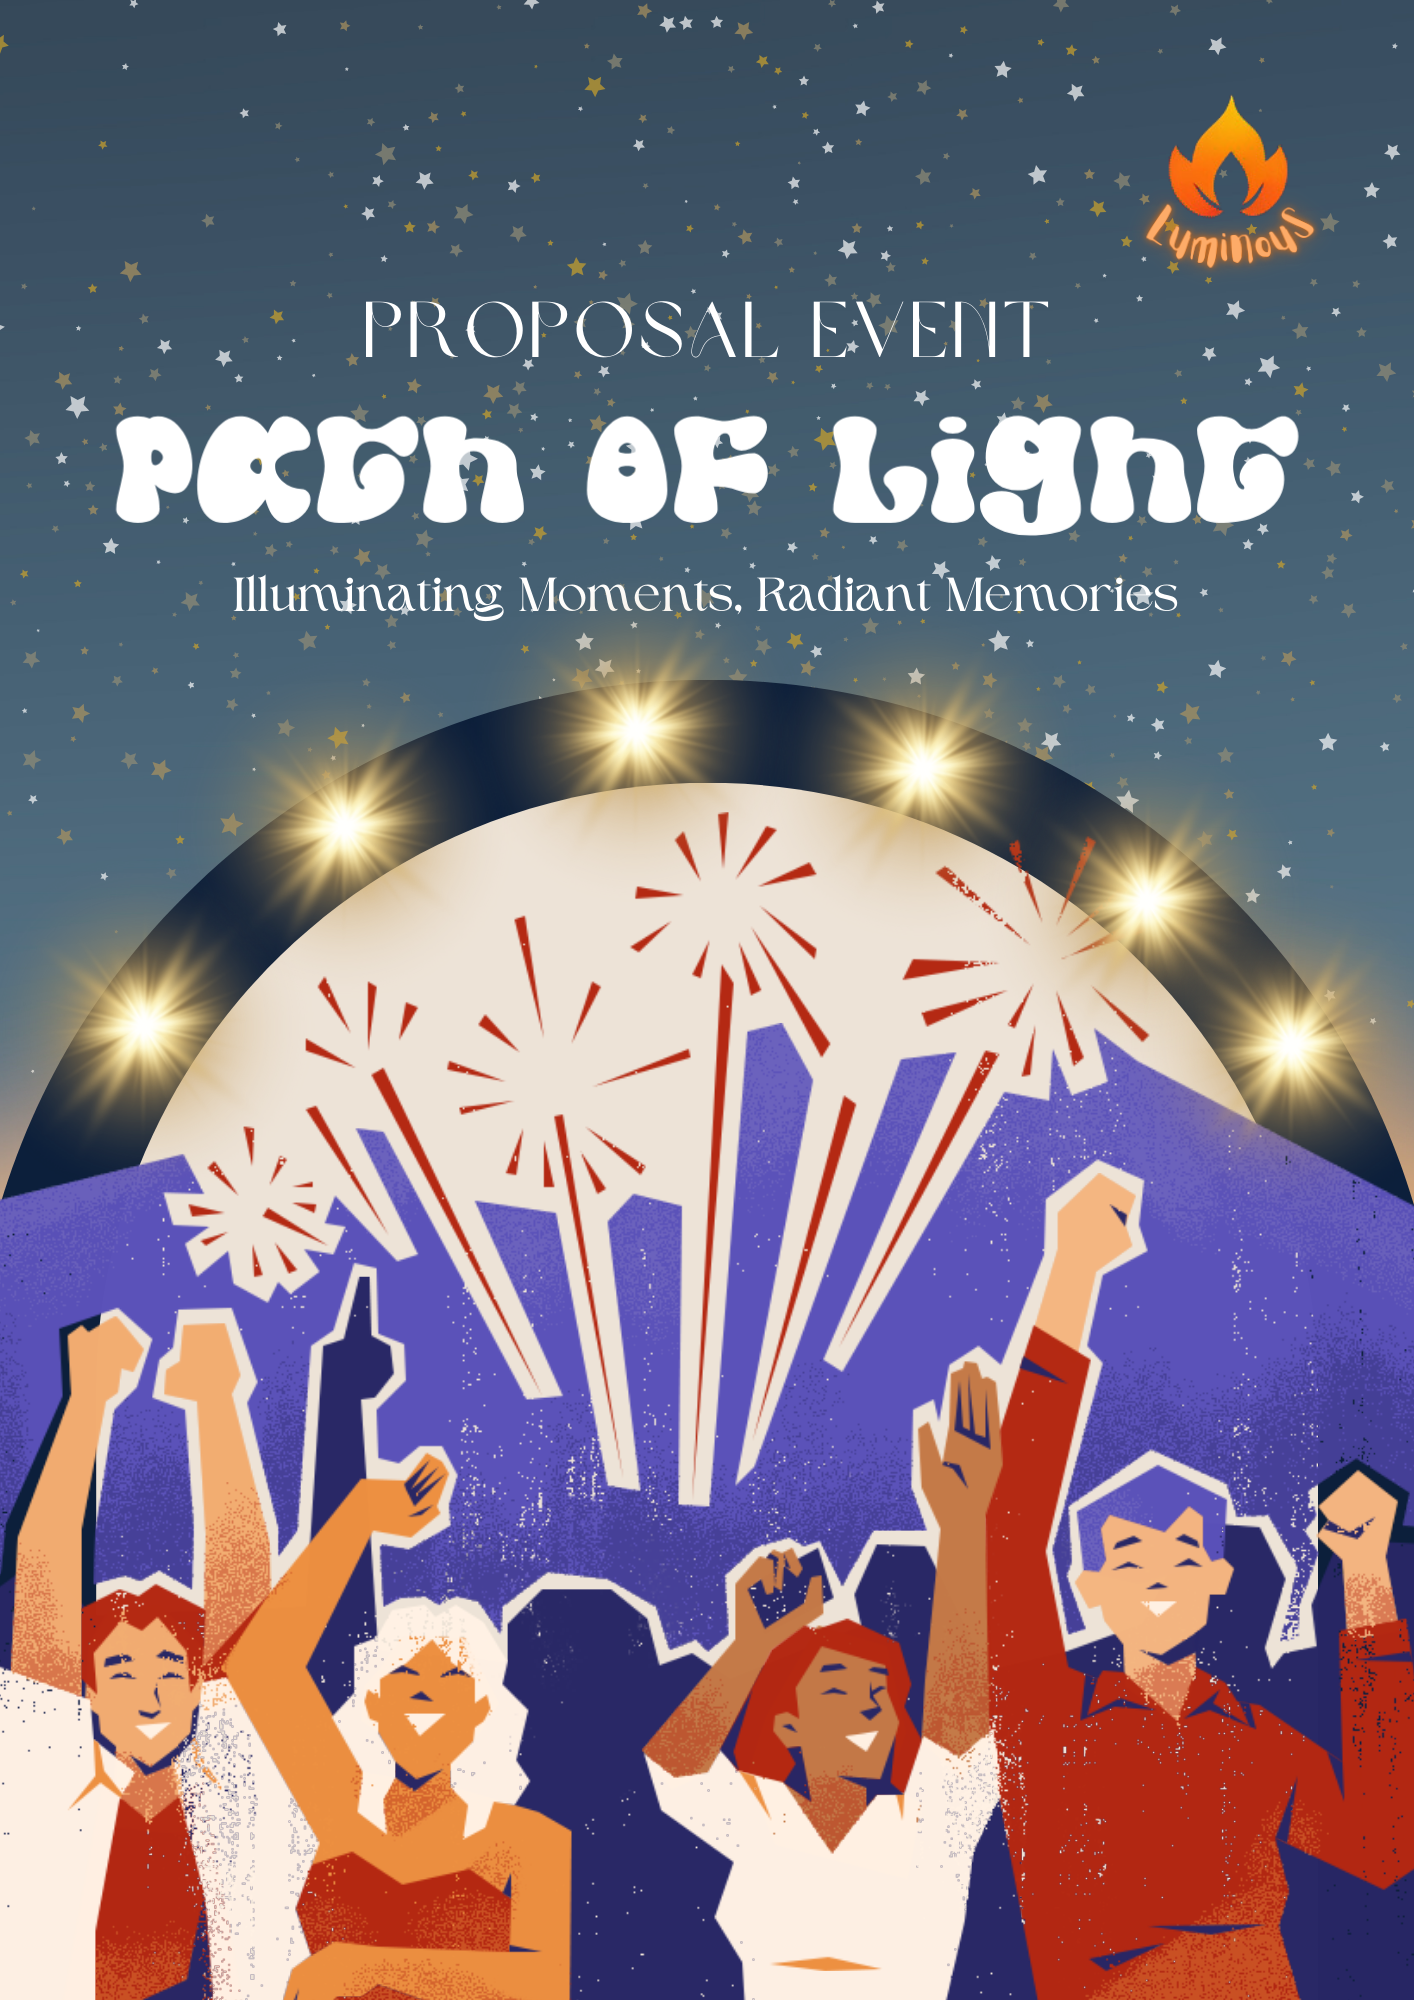 Luminous
PROPOSAL EVENT
PATh OF Light
Illuminating Moments, Radiant Memories